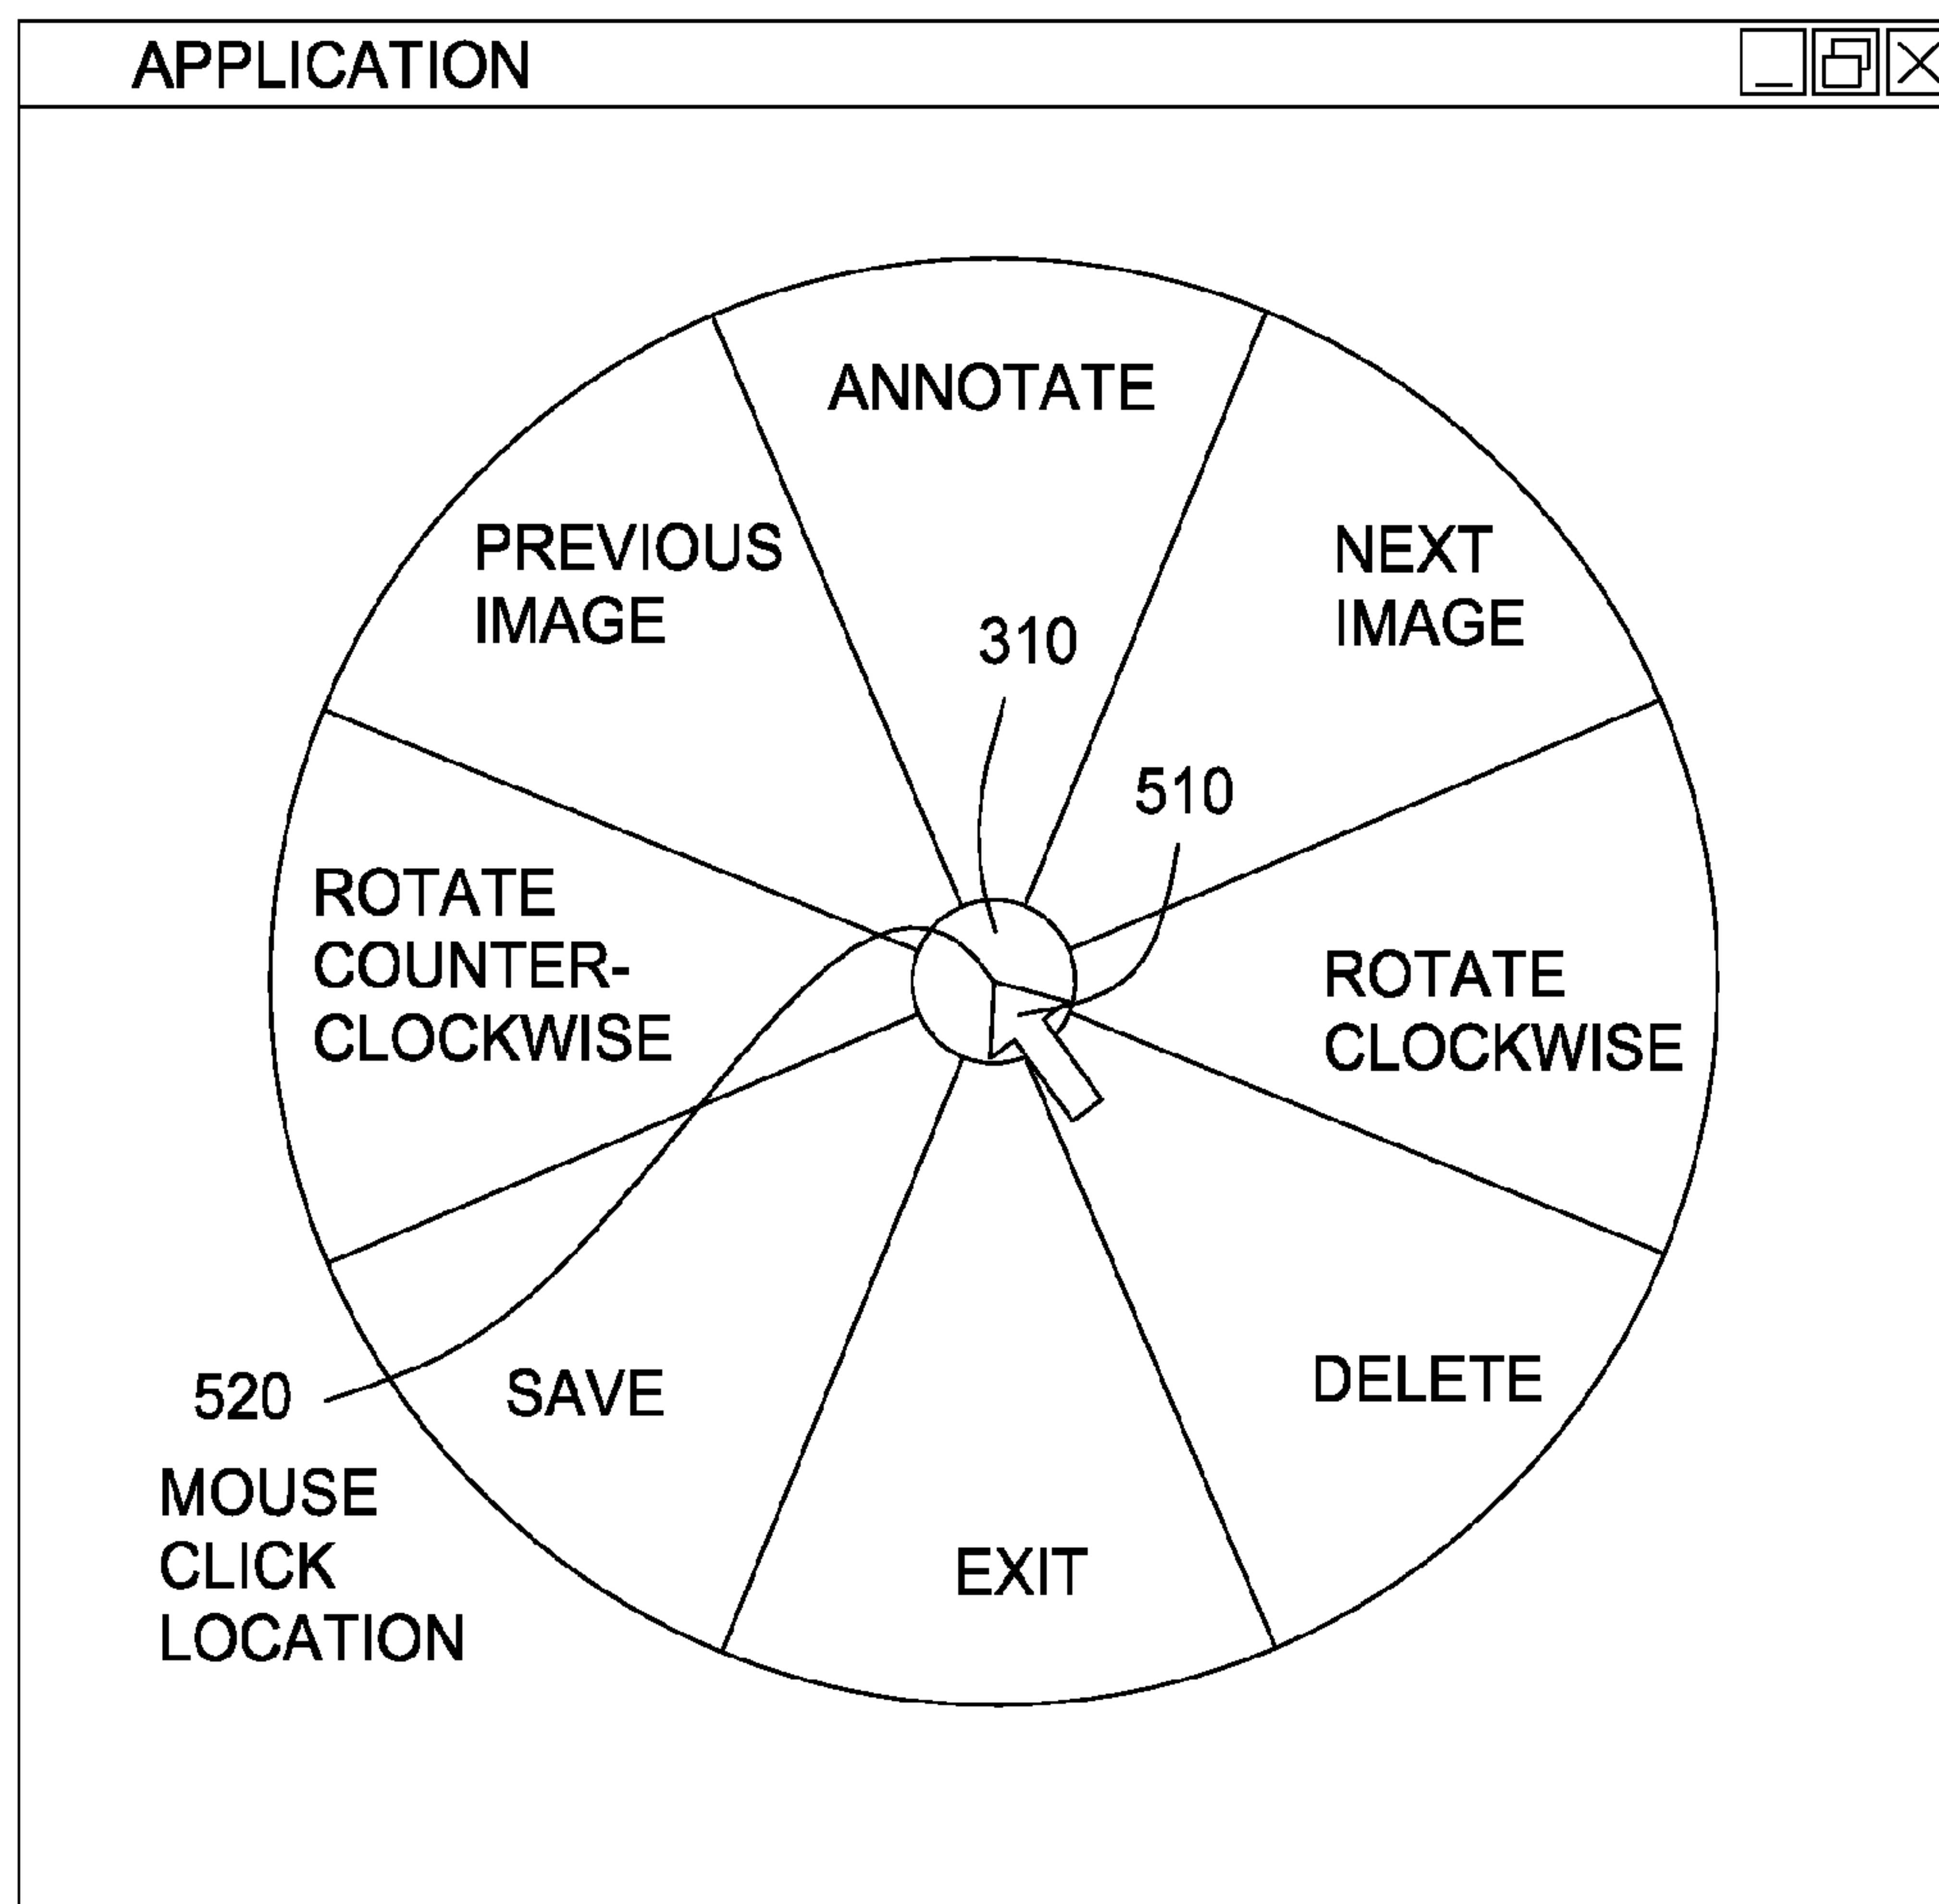 APPLICATION
ANNOTATE
PREVIOUS
IMAGE
NEXT
IMAGE
310
510
ROTATE
COUNTER-
CLOCKWISE
ROTATE
CLOCKWISE
520
MOUSE
CLICK
LOCATION
SAVE
DELETE
EXIT